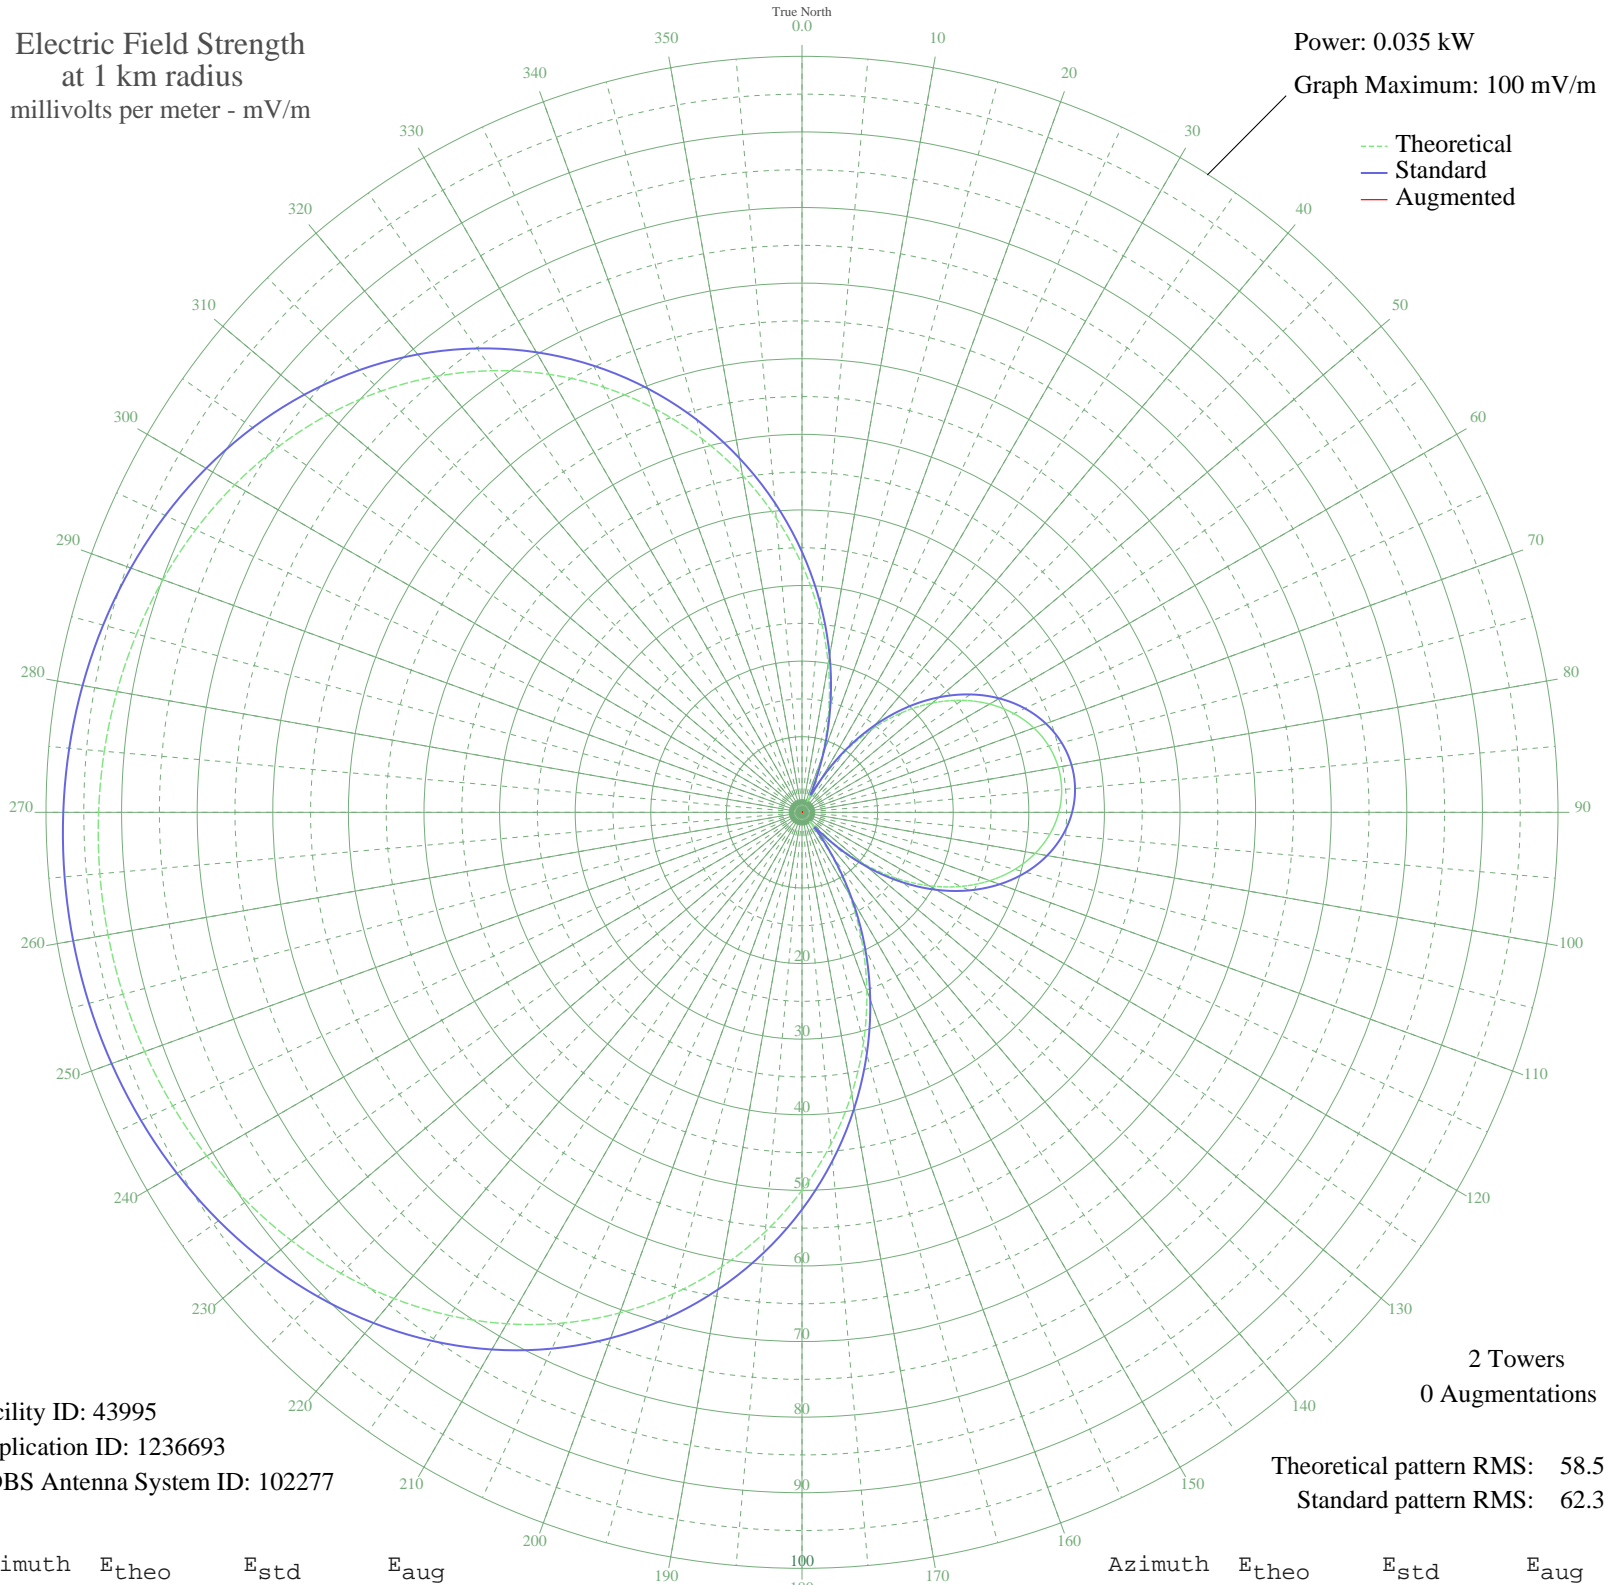 True North
0.0
10
20
30
40
50
60
70
80
90
100
110
120
130
140
150
160
170
190
200
210
220
230
240
250
260
270
280
290
300
310
320
330
340
350
Electric Field Strength
at 1 km radius
millivolts per meter - mV/m
Power: 0.035 kW
Graph Maximum: 100 mV/m
Theoretical
Standard
Augmented
20
30
40
50
60
70
80
90
100
2 Towers
0 Augmentations
cility ID: 43995
plication ID: 1236693
DBS Antenna System ID: 102277
Theoretical pattern RMS: 58.5
Standard pattern RMS: 62.3
imuth Etheo Estd Eaug
Azimuth Etheo Estd Eaug